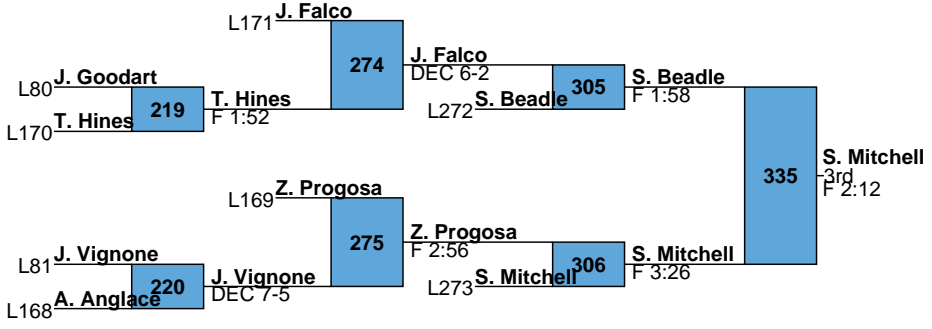 L171 J. Falco
274
J. Falco
DEC 6-2
L80 J. Goodart
219
T. Hines
F 1:52
L170 T. Hines
L272 S. Beadle
305
S. Beadle
F 1:58
335
S. Mitchell
3rd
F 2:12
L169 Z. Progosa
275
Z. Progosa
F 2:56
L81 J. Vignone
220
J. Vignone
DEC 7-5
L168 A. Anglace
L273 S. Mitchell
306
S. Mitchell
F 3:26